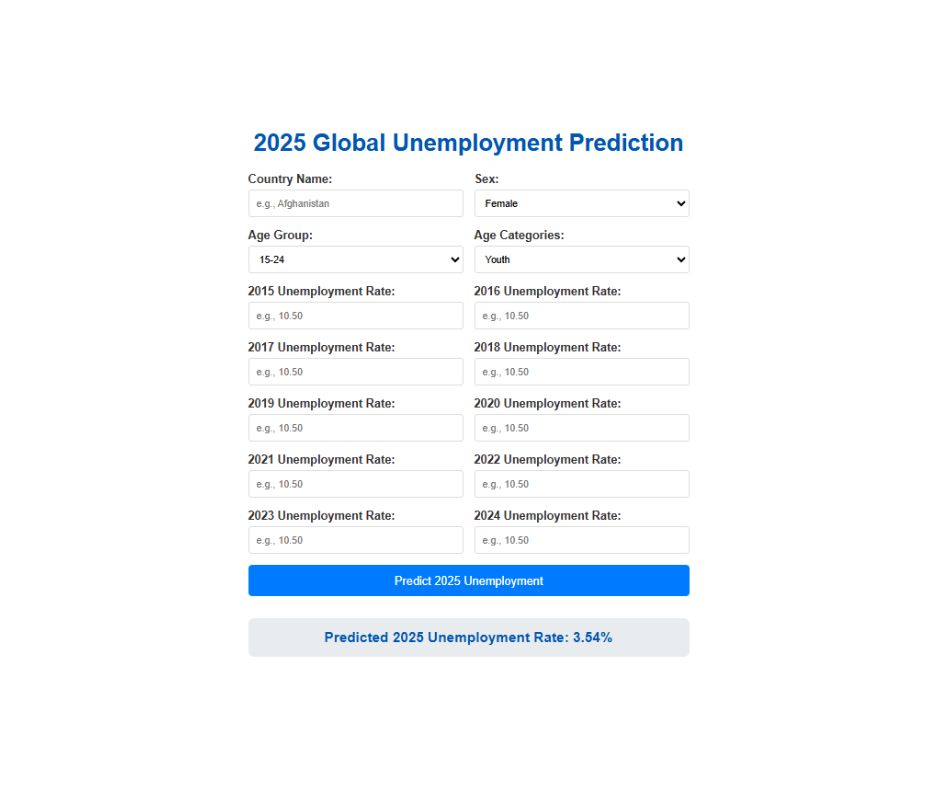 2025 Global Unemployment Prediction
Country Name: Sex:
e.g., Afghanistan Female
Age Group: Age Categories:
15-24 Youth
2015 Unemployment Rate: 2016 Unemployment Rate:
e.g., 10.50 e.g., 10.50
2017 Unemployment Rate: 2018 Unemployment Rate:
e.g., 10.50 e.g., 10.50
2019 Unemployment Rate: 2020 Unemployment Rate:
e.g., 10.50 e.g., 10.50
2021 Unemployment Rate: 2022 Unemployment Rate:
e.g., 10.50 e.g., 10.50
2023 Unemployment Rate: 2024 Unemployment Rate:
e.g., 10.50 e.g., 10.50
Predict 2025 Unemployment
Predicted 2025 Unemployment Rate: 3.54%